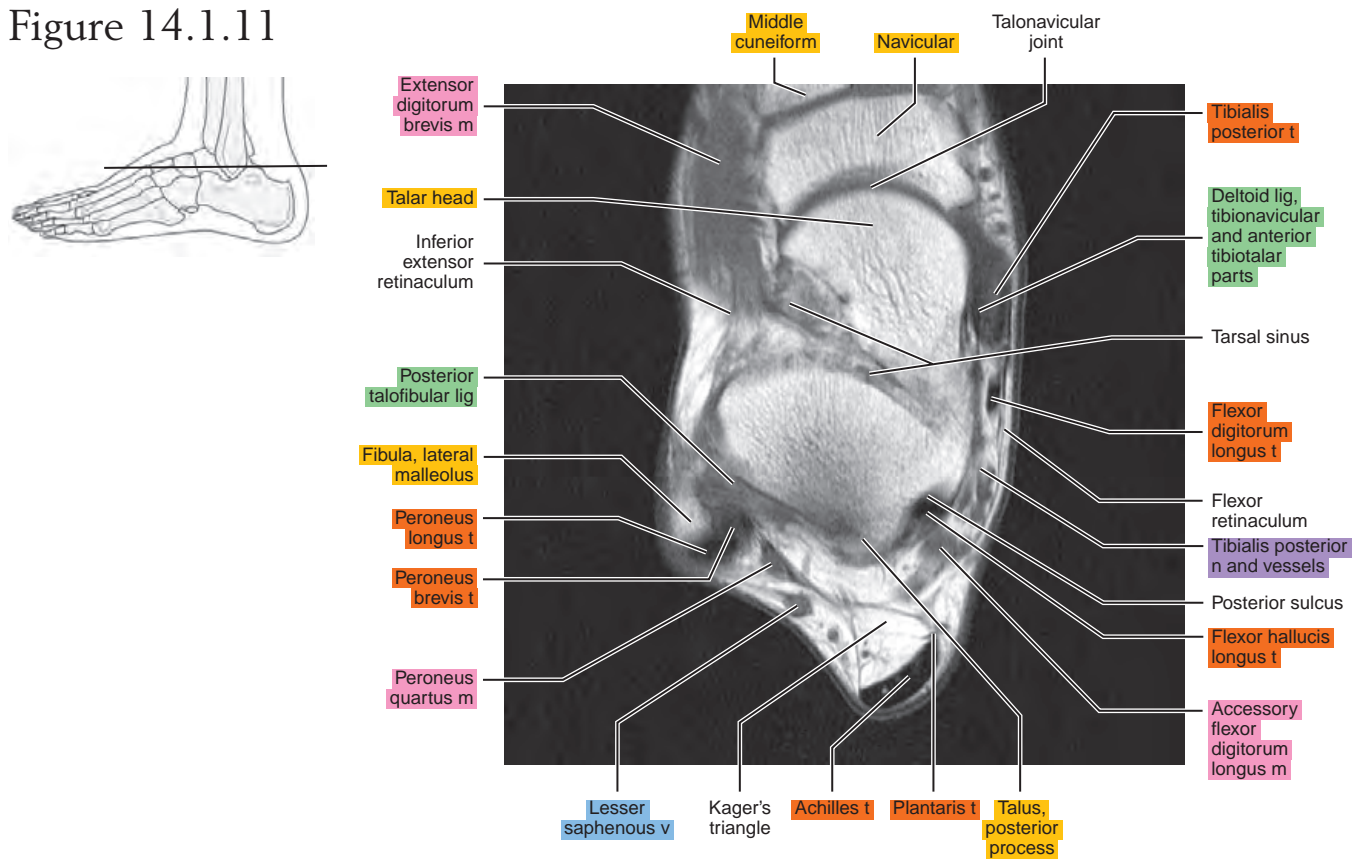 Figure 14.1.11
Middle
cuneiform
Navicular
Talonavicular
joint
Extensor
digitorum
brevis m
Talar head
Inferior
extensor
retinaculum
Posterior
talofibular lig
Fibula, lateral
malleolus
Peroneus
longus t
Peroneus
brevis t
Peroneus
quartus m
Tibialis
posterior t
Deltoid lig,
tibionavicular
and anterior
tibiotalar
parts
Tarsal sinus
Flexor
digitorum
longus t
Flexor
retinaculum
Tibialis posterior
n and vessels
Posterior sulcus
Flexor hallucis
longus t
Accessory
flexor
digitorum
longus m
Lesser
saphenous v
Kager's
triangle
Achilles t
Plantaris t
Talus,
posterior
process